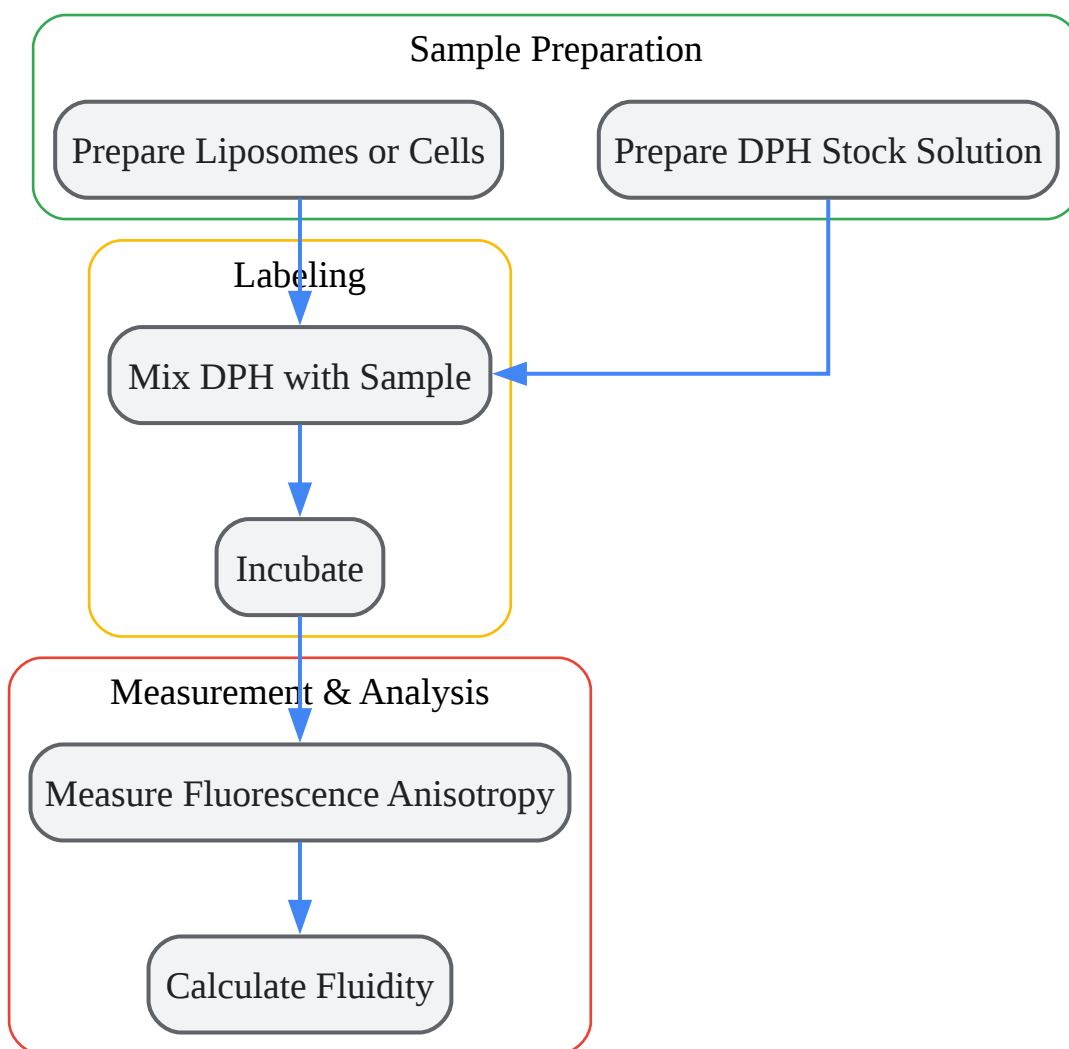 Sample Preparation
Prepare Liposomes or Cells
Prepare DPH Stock Solution
Labeling
Mix DPH with Sample
Incubate
Measurement & Analysis
Measure Fluorescence Anisotropy
Calculate Fluidity